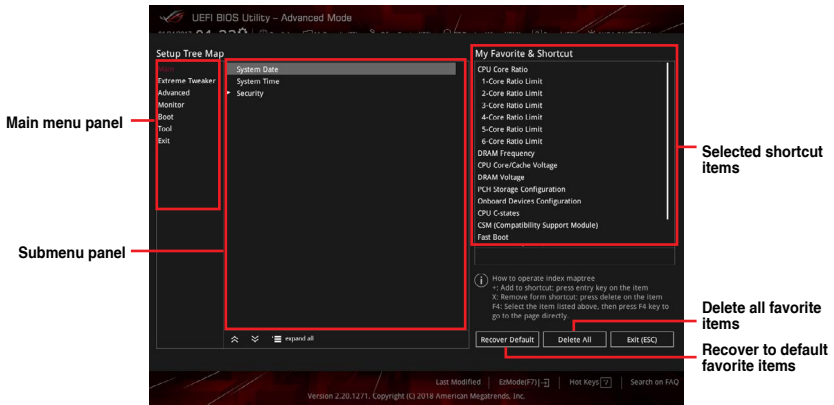 UEFI BIOS Utility – Advanced Mode
Setup Tree Map
My Favorite & Shortcut
Main
Extreme Tweaker
Advanced
Monitor
Boot
Tool
Exit
System Date
System Time
Security
CPU Core Ratio
1-Core Ratio Limit
2-Core Ratio Limit
3-Core Ratio Limit
4-Core Ratio Limit
5-Core Ratio Limit
6-Core Ratio Limit
DRAM Frequency
CPU Core/Cache Voltage
DRAM Voltage
PCH Storage Configuration
Onboard Devices Configuration
CPU C-states
CSM (Compatibility Support Module)
Fast Boot
Main menu panel
Submenu panel
Selected shortcut
items
How to operate index maptree
+: Add to shortcut: press entry key on the item
X: Remove form shortcut: press delete on the item
F4: Select the item listed above, then press F4 key to
go to the page directly.
Delete all favorite
items
expand all
Recover Default
Delete All
Exit (ESC)
Recover to default
favorite items
Last Modified
EzMode(F7)
Hot Keys ?
Search on FAQ
Version 2.20.1271. Copyright (C) 2018 American Megatrends, Inc.